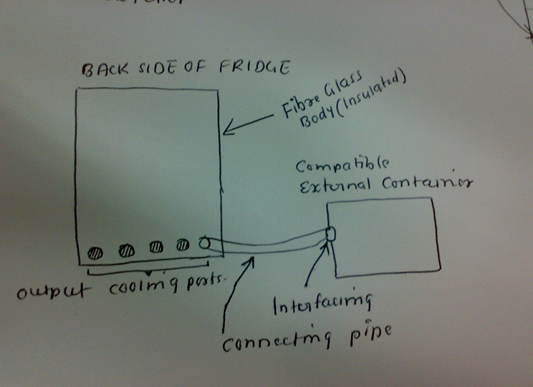 BACK SIDE OF FRIDGE
Fibre Glass
Body (Insulated)
Compatible
External Container
output cooling ports.
Interfacing
connecting pipe